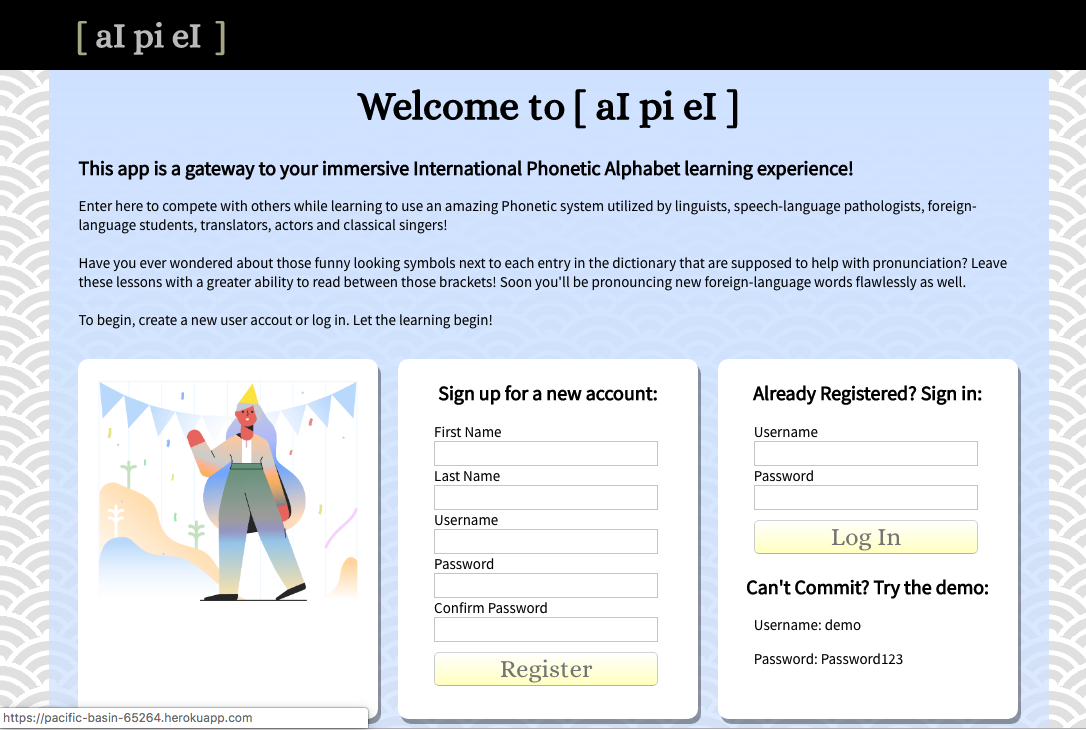 [ aI pi eI ]
Welcome to [ aI pi eI ]
This app is a gateway to your immersive International Phonetic Alphabet learning experience!
Enter here to compete with others while learning to use an amazing Phonetic system utilized by linguists, speech-language pathologists, foreign-
language students, translators, actors and classical singers!
Have you ever wondered about those funny looking symbols next to each entry in the dictionary that are supposed to help with pronunciation? Leave
these lessons with a greater ability to read between those brackets! Soon you'll be pronouncing new foreign-language words flawlessly as well.
To begin, create a new user accout or log in. Let the learning begin!
Sign up for a new account:
First Name
Last Name
Username
Password
Confirm Password
Register
Already Registered? Sign in:
Username
Password
Log In
Can't Commit? Try the demo:
Username: demo
Password: Password123
https://pacific-basin-65264.herokuapp.com